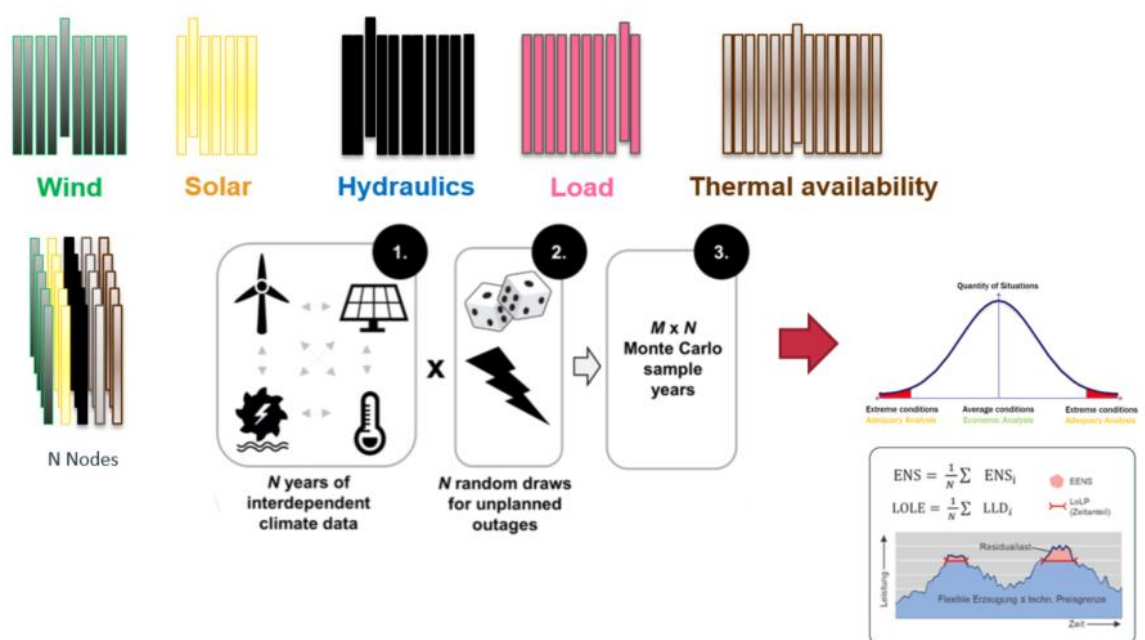 Wind
Solar
Hydraulics
Load
Thermal availability
N Nodes
1.
2.
3.
x
M x N
Monte Carlo
sample
years
N years of
interdependent
climate data
N random draws
for unplanned
outages
Quantity of Situations
Extreme conditions
Adequacy Analysis
Average conditions
Economic Analysis
Extreme conditions
Adequacy Analysis
ENS = 1/N ∑ ENSᵢ
LOLE = 1/N ∑ LLDᵢ
EENS
LoLP
(Zeitanteil)
Residuallast
Leistung
Flexible Erzeugung ≤ techn. Preisgrenze
Zeit